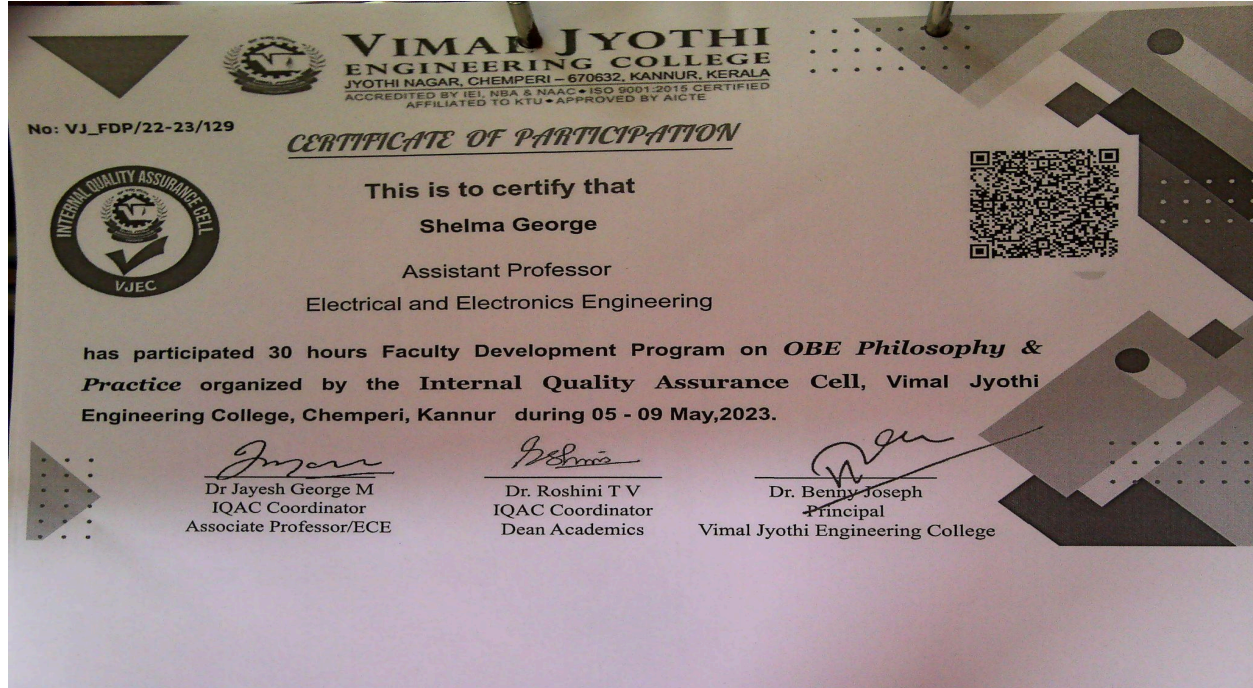 VIMAL JYOTHI
ENGINEERING COLLEGE
JYOTHI NAGAR, CHEMPERI – 670632, KANNUR, KERALA
ACCREDITED BY IEI, NBA & NAAC • ISO 9001:2015 CERTIFIED
AFFILIATED TO KTU • APPROVED BY AICTE
No: VJ_FDP/22-23/129
CERTIFICATE OF PARTICIPATION
INTERNAL QUALITY ASSURANCE CELL
VJEC
This is to certify that
Shelma George
Assistant Professor
Electrical and Electronics Engineering
has participated 30 hours Faculty Development Program on OBE Philosophy &
Practice organized by the Internal Quality Assurance Cell, Vimal Jyothi
Engineering College, Chemperi, Kannur during 05 - 09 May,2023.
Dr Jayesh George M
IQAC Coordinator
Associate Professor/ECE
Dr. Roshini T V
IQAC Coordinator
Dean Academics
Dr. Benny Joseph
Principal
Vimal Jyothi Engineering College